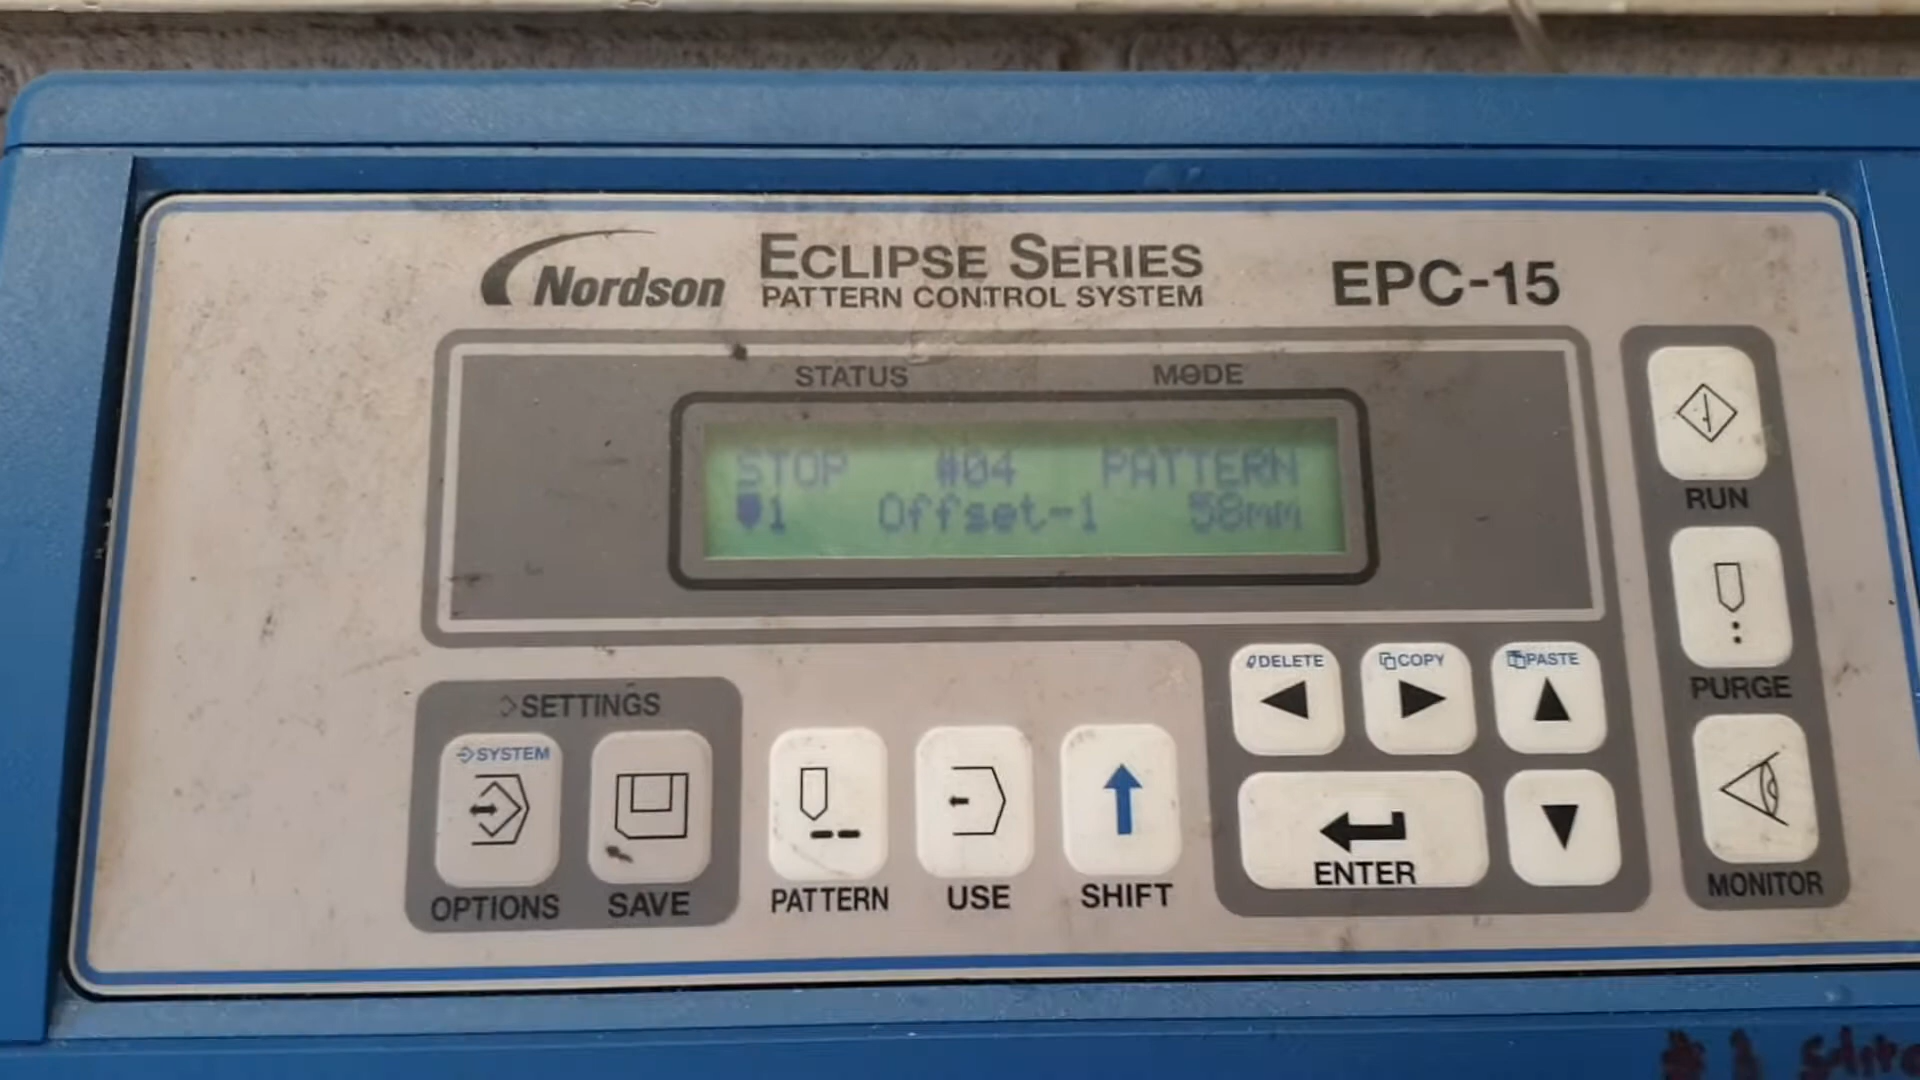 Nordson
ECLIPSE SERIES
PATTERN CONTROL SYSTEM
EPC-15
STATUS MODE
STOP #04 PATTERN
1 Offset-1 58mm
RUN
PURGE
MONITOR
DELETE COPY PASTE
ENTER
SETTINGS
SYSTEM
OPTIONS SAVE PATTERN USE SHIFT